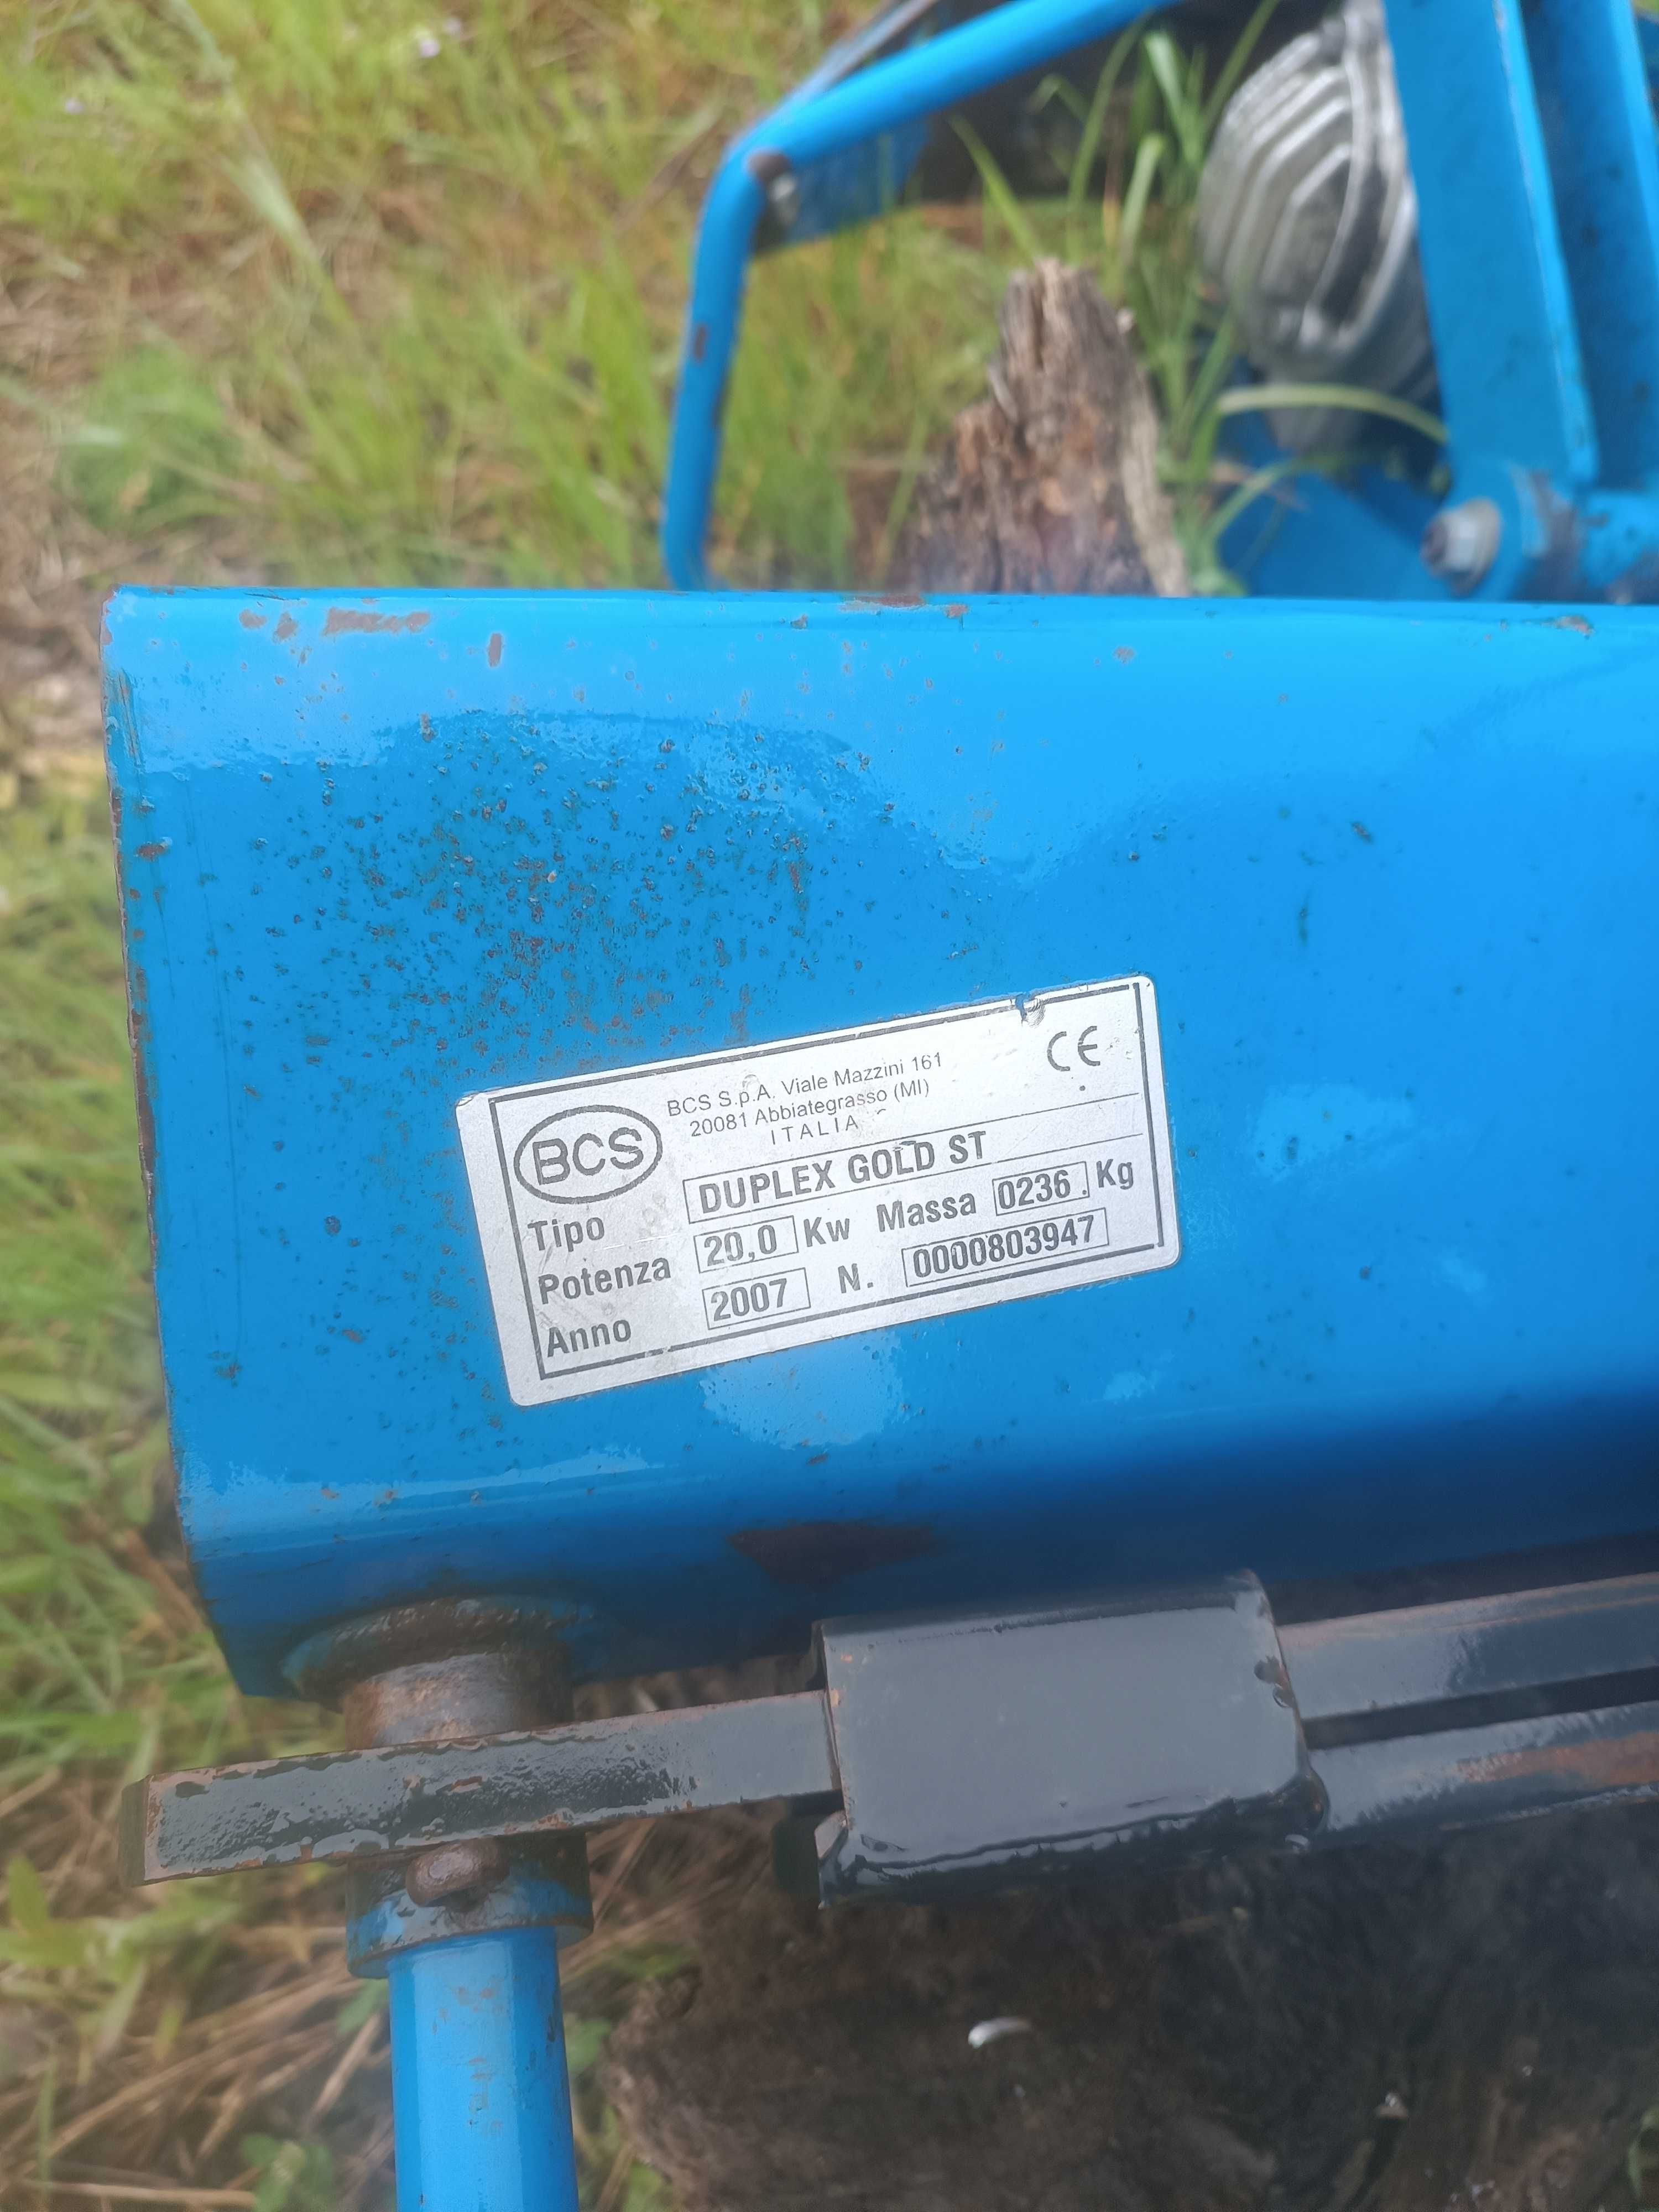 BCS S.p.A. Viale Mazzini 161
20081 Abbiategrasso (MI)
ITALIA
CE
BCS
Tipo DUPLEX GOLD ST
Potenza 20,0 Kw Massa 0236. Kg
Anno 2007 N. 0000803947